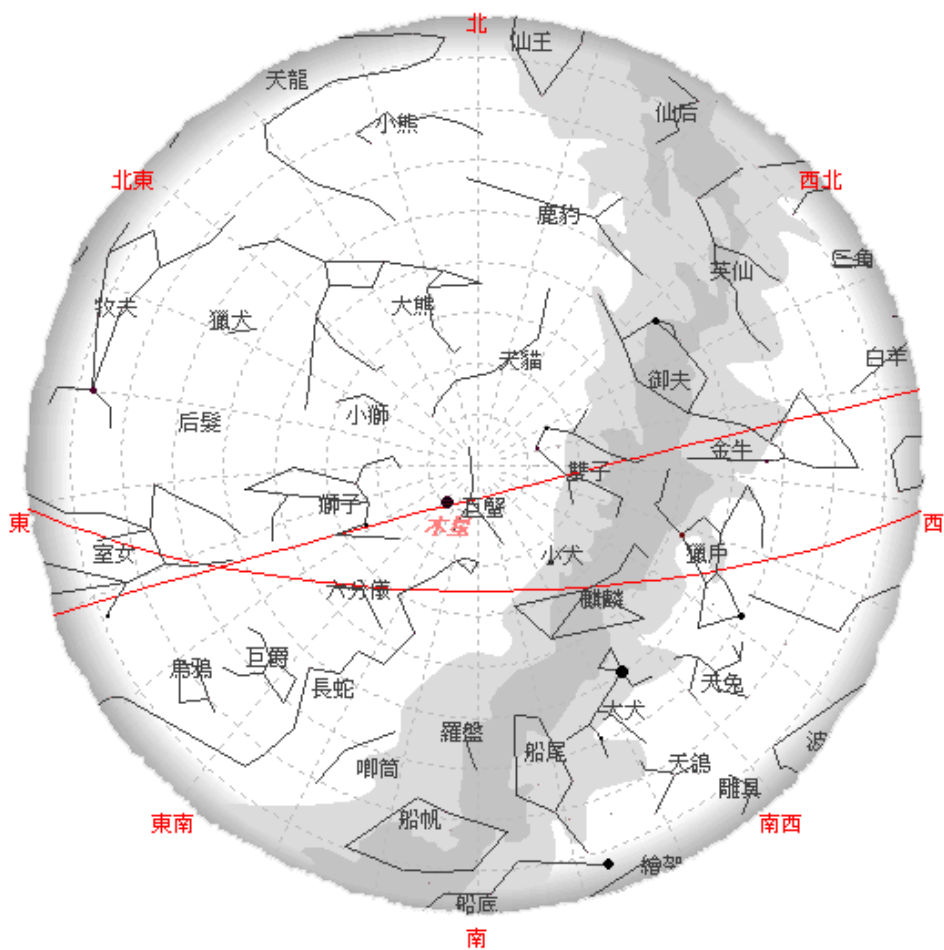 北
仙王
天龍
仙后
小熊
北東
西北
鹿豹
三角
英仙
牧夫
大熊
獵犬
白羊
天貓
御夫
小獅
后髮
金牛
雙子
獅子
巨蟹
木星
東
西
室女
小犬
獵戶
六分儀
麒麟
巨爵
烏鴉
天兔
長蛇
大犬
羅盤
船尾
波
唧筒
天鴿
雕具
船帆
東南
南西
繪架
船底
南